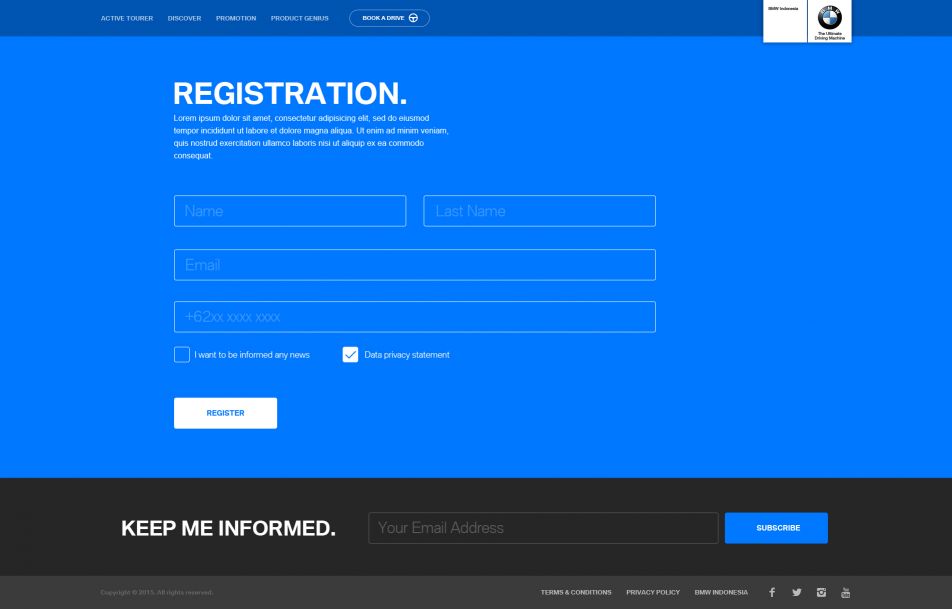 ACTIVE TOURER DISCOVER PROMOTION PRODUCT GENIUS BOOK A DRIVE
BMW Indonesia
The Ultimate
Driving Machine
REGISTRATION.
Lorem ipsum dolor sit amet, consectetur adipisicing elit, sed do eiusmod
tempor incididunt ut labore et dolore magna aliqua. Ut enim ad minim veniam,
quis nostrud exercitation ullamco laboris nisi ut aliquip ex ea commodo
consequat.
Name Last Name
Email
+62xx xxxx xxxx
I want to be informed any news Data privacy statement
REGISTER
KEEP ME INFORMED. Your Email Address SUBSCRIBE
Copyright © 2015. All rights reserved. TERMS & CONDITIONS PRIVACY POLICY BMW INDONESIA